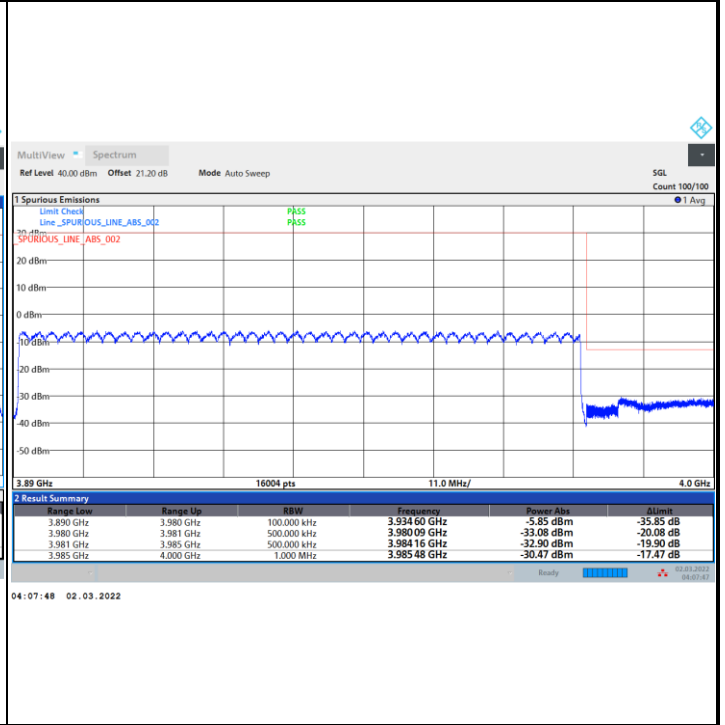 MultiView Spectrum
Ref Level 40.00 dBm Offset 21.20 dB Mode Auto Sweep SGL
Count 100/100
1 Spurious Emissions 1 Avg
Limit Check PASS
Line _SPURIOUS_LINE_ABS_002 PASS
30 dBm
_SPURIOUS_LINE_ABS_002
20 dBm
10 dBm
0 dBm
-10 dBm
-20 dBm
-30 dBm
-40 dBm
-50 dBm
3.89 GHz 16004 pts 11.0 MHz/ 4.0 GHz
2 Result Summary
Range Low Range Up RBW Frequency Power Abs ΔLimit
3.890 GHz 3.980 GHz 100.000 kHz 3.934 60 GHz -5.85 dBm -35.85 dB
3.980 GHz 3.981 GHz 500.000 kHz 3.980 09 GHz -33.08 dBm -20.08 dB
3.981 GHz 3.985 GHz 500.000 kHz 3.984 16 GHz -32.90 dBm -19.90 dB
3.985 GHz 4.000 GHz 1.000 MHz 3.985 48 GHz -30.47 dBm -17.47 dB
Ready 02.03.2022
04:07:47
04:07:48 02.03.2022